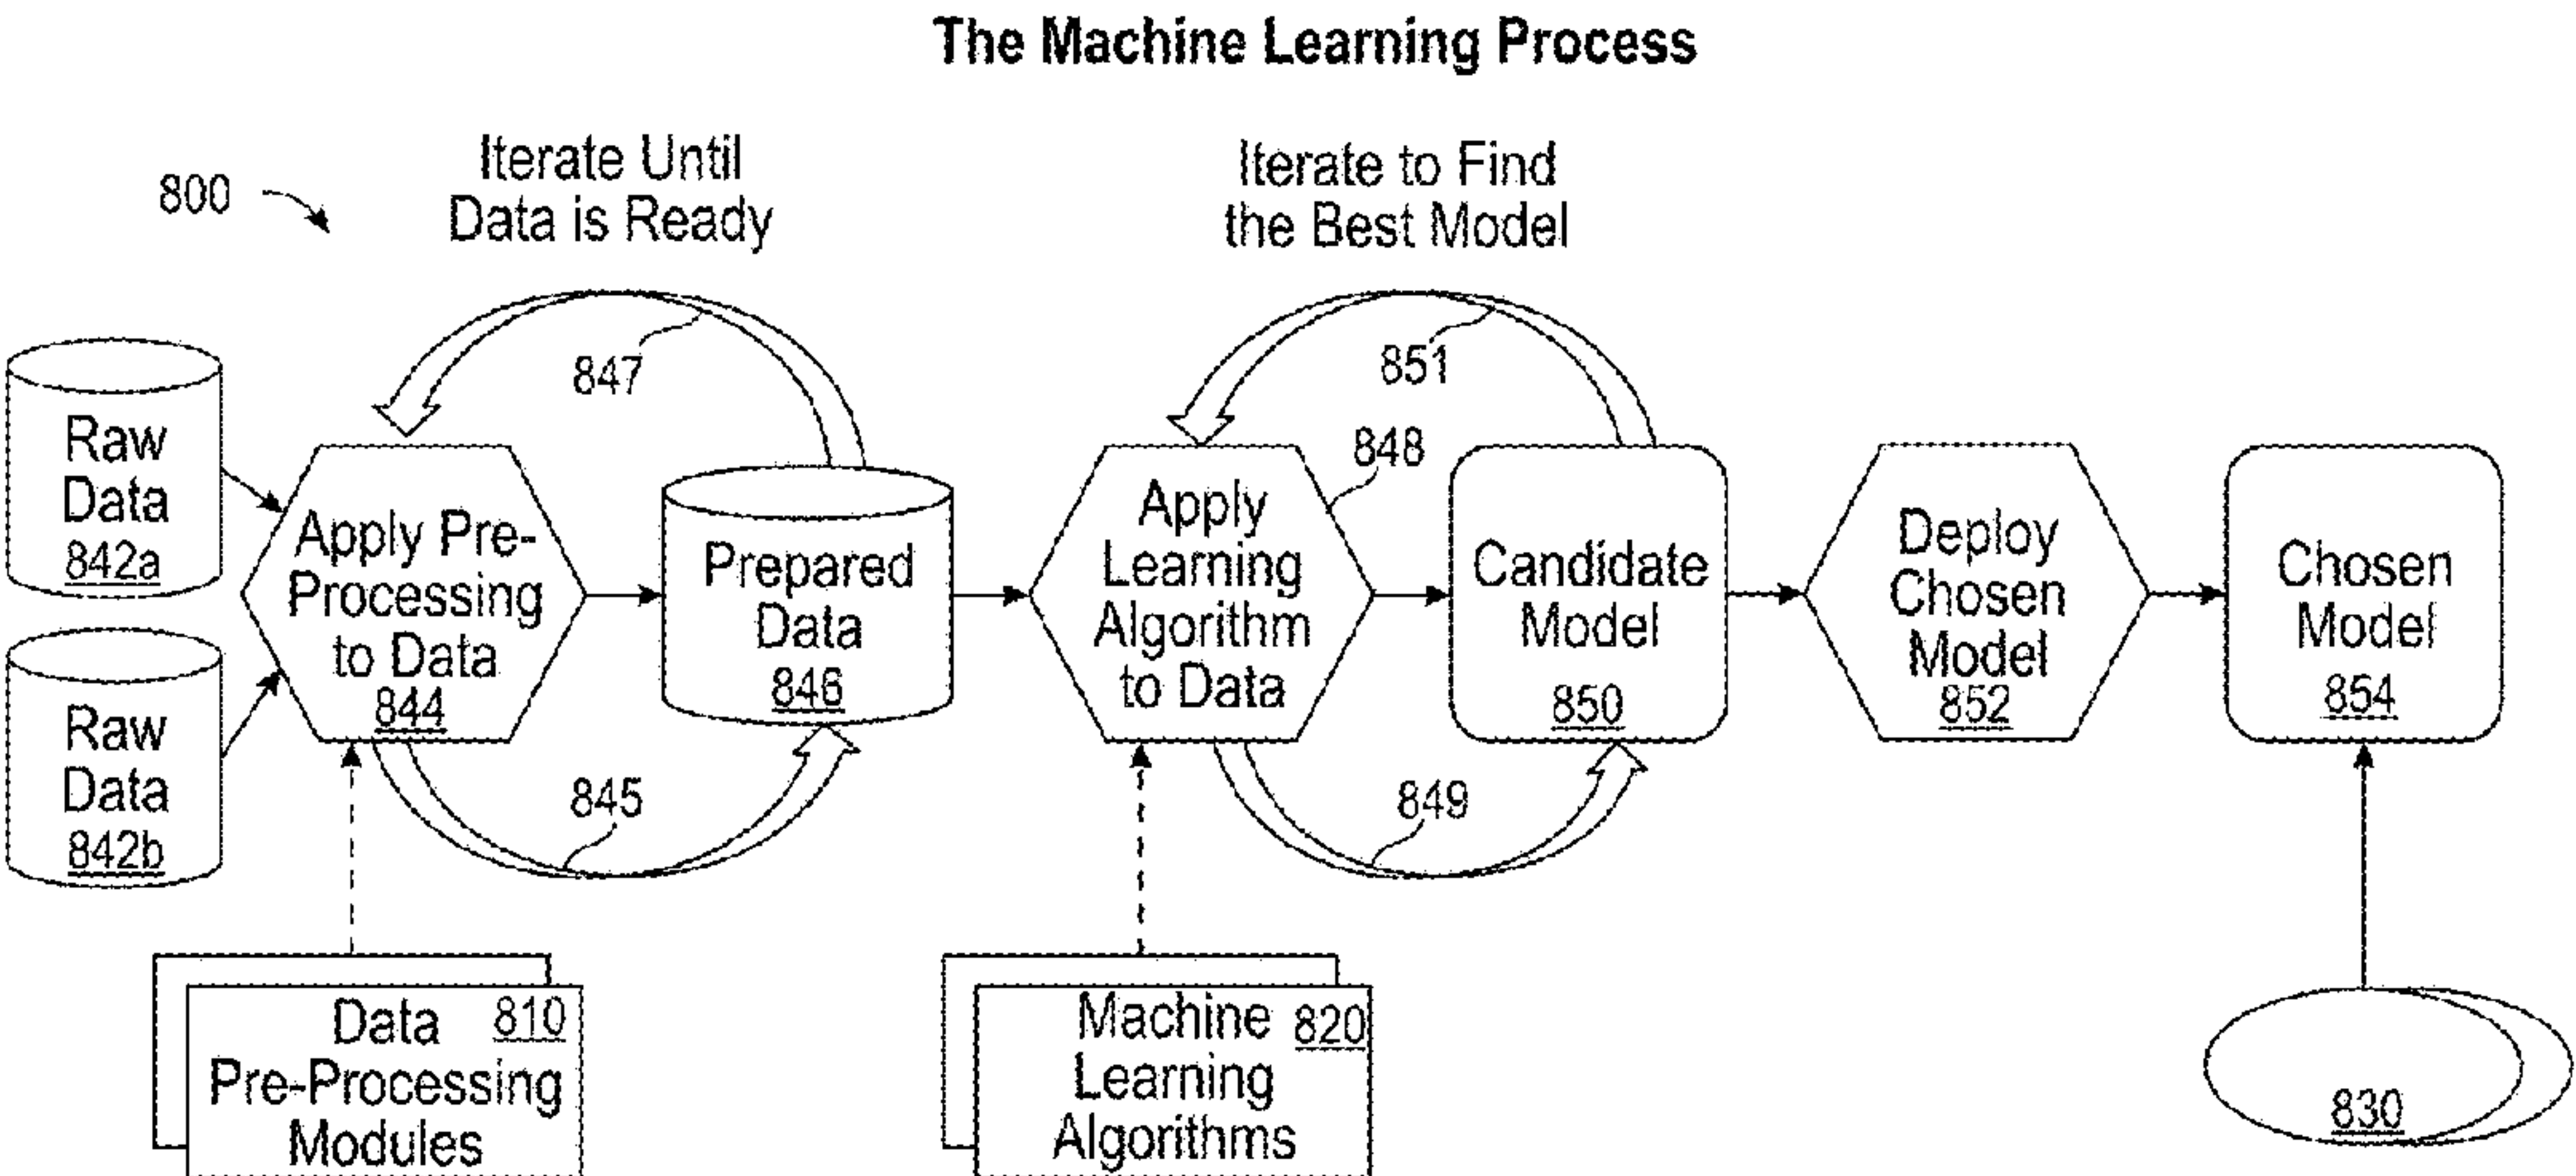 The Machine Learning Process
800
Iterate Until
Data is Ready
Iterate to Find
the Best Model
847
851
848
Raw
Data
842a
Raw
Data
842b
Apply Pre-
Processing
to Data
844
Prepared
Data
846
Apply
Learning
Algorithm
to Data
Candidate
Model
850
Deploy
Chosen
Model
852
Chosen
Model
854
845
849
Data 810
Pre-Processing
Modules
Machine 820
Learning
Algorithms
830